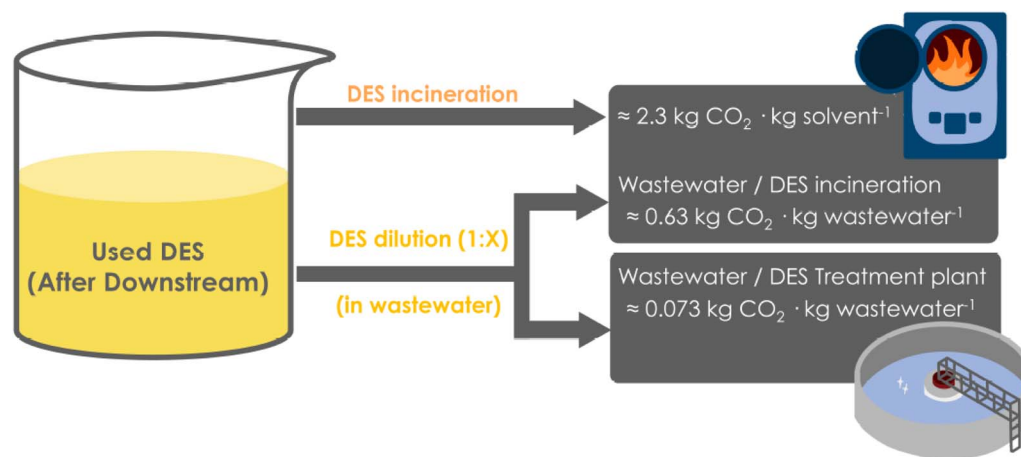 DES incineration
≈ 2.3 kg CO₂ · kg solvent⁻¹
Wastewater / DES incineration
≈ 0.63 kg CO₂ · kg wastewater⁻¹
Used DES
(After Downstream)
DES dilution (1:X)
(in wastewater)
Wastewater / DES Treatment plant
≈ 0.073 kg CO₂ · kg wastewater⁻¹